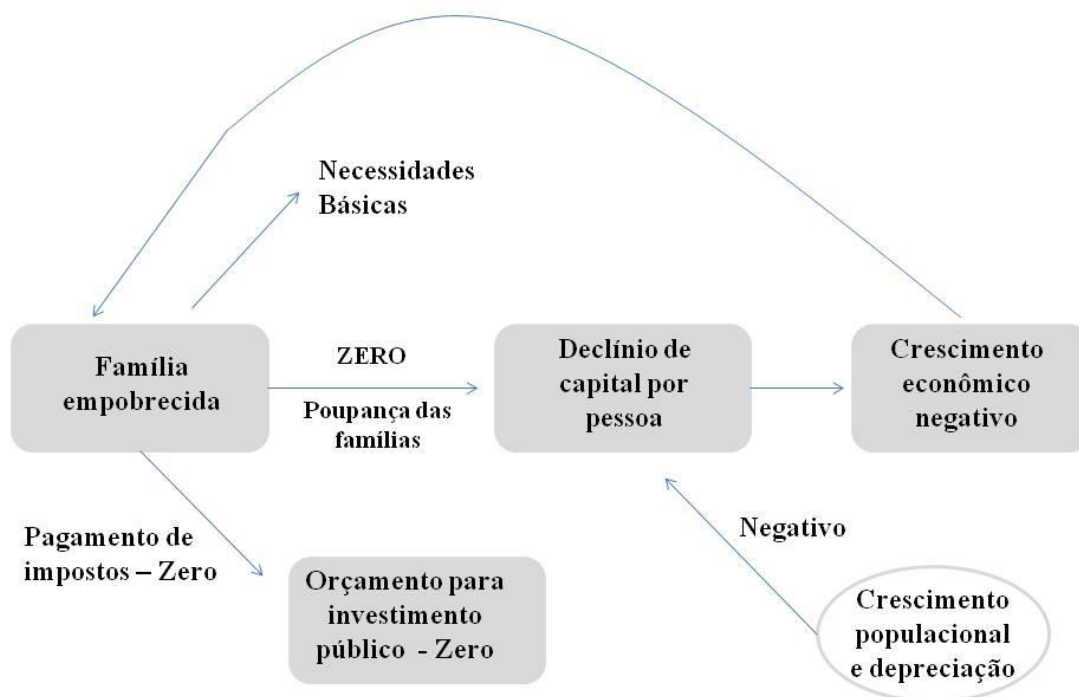 Necessidades
Básicas
Família
empobrecida
ZERO
Poupança das
famílias
Declínio de
capital por
pessoa
Crescimento
econômico
negativo
Pagamento de
impostos – Zero
Orçamento para
investimento
público - Zero
Negativo
Crescimento
populacional
e depreciação